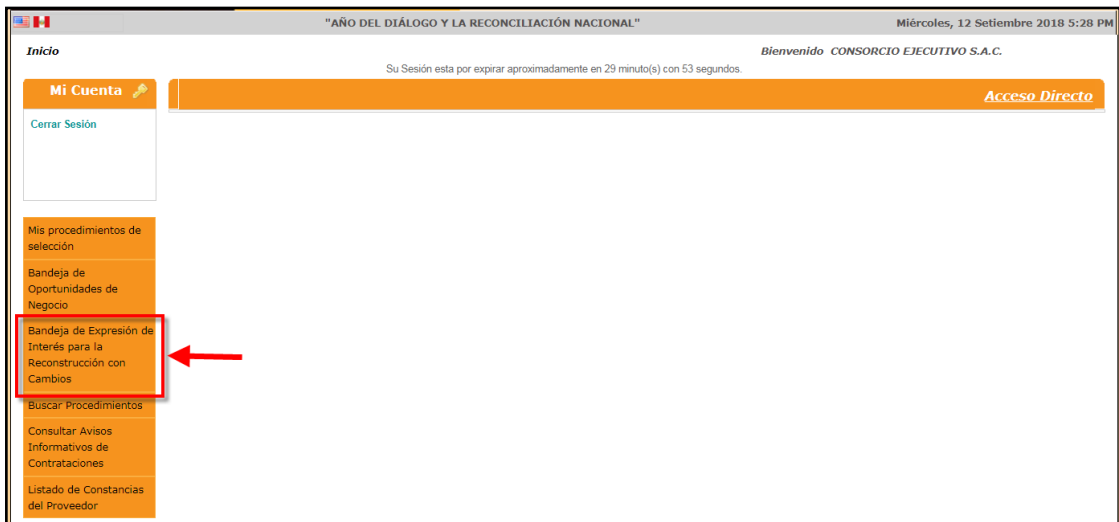 "AÑO DEL DIÁLOGO Y LA RECONCILIACIÓN NACIONAL"
Miércoles, 12 Setiembre 2018 5:28 PM
Inicio
Bienvenido CONSORCIO EJECUTIVO S.A.C.
Su Sesión esta por expirar aproximadamente en 29 minuto(s) con 53 segundos.
Mi Cuenta
Acceso Directo
Cerrar Sesión
Mis procedimientos de
selección
Bandeja de
Oportunidades de
Negocio
Bandeja de Expresión de
Interés para la
Reconstrucción con
Cambios
Buscar Procedimientos
Consultar Avisos
Informativos de
Contrataciones
Listado de Constancias
del Proveedor